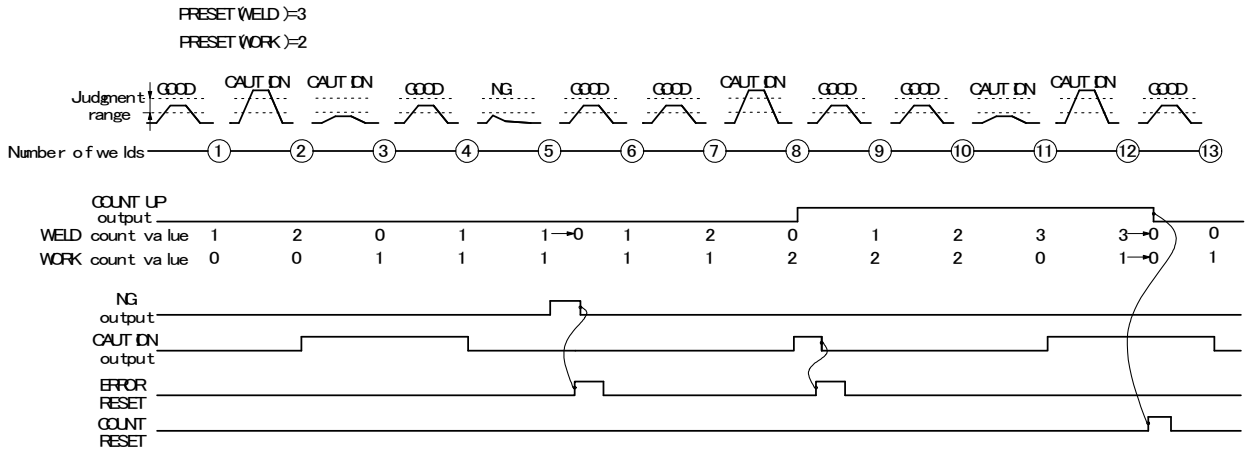 PRESET(WELD)=3
PRESET(WORK)=2
GOOD CAUTION CAUTION GOOD NG GOOD GOOD CAUTION GOOD GOOD CAUTION CAUTION GOOD
Judgment
range
Number of welds 1 2 3 4 5 6 7 8 9 10 11 12 13
COUNT UP
output
WELD count value 1 2 0 1 1→0 1 2 0 1 2 3 3→0 0
WORK count value 0 0 1 1 1 1 1 2 2 2 0 1→0 1
NG
output
CAUTION
output
ERROR
RESET
COUNT
RESET